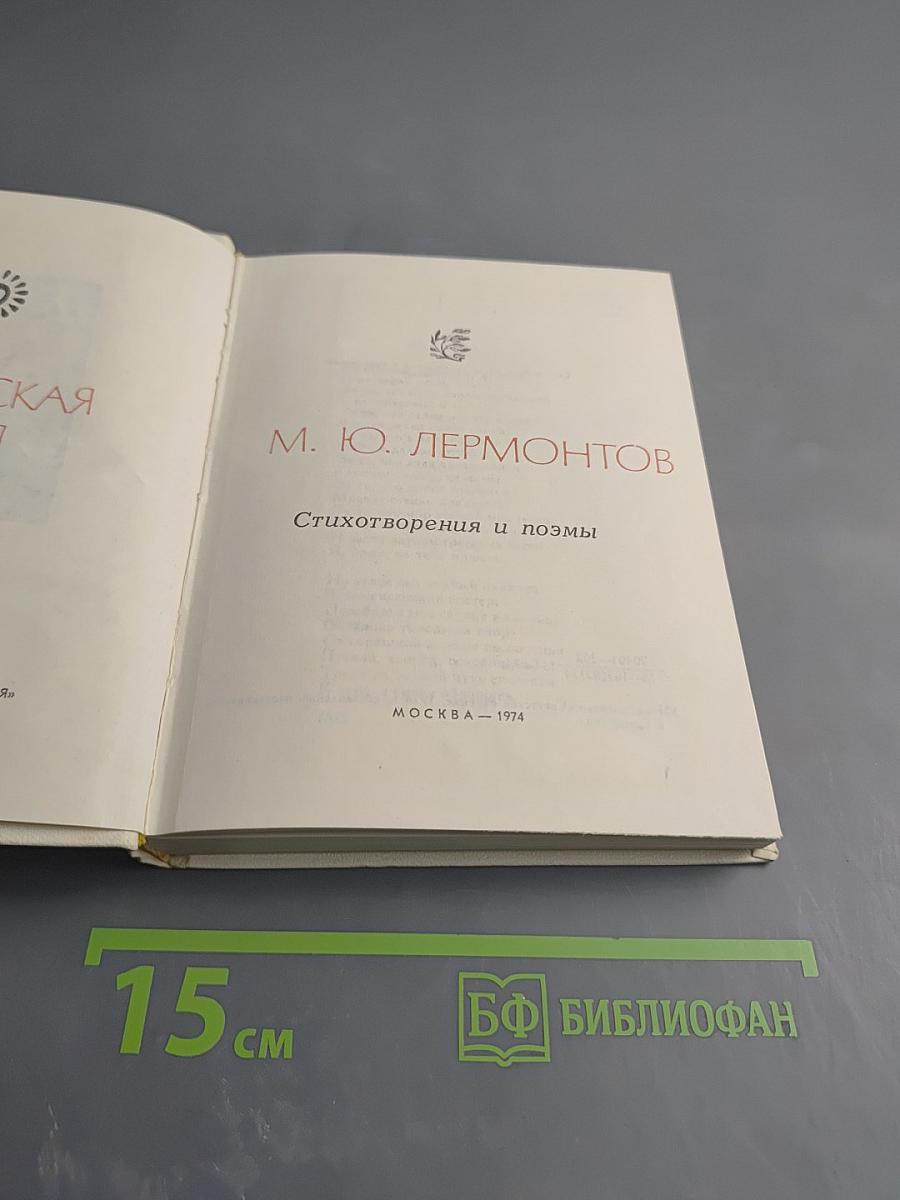 СКАЯ
Я
Я»
М. Ю. ЛЕРМОНТОВ
Стихотворения и поэмы
МОСКВА — 1974
15 см
БФ БИБЛИОФАН